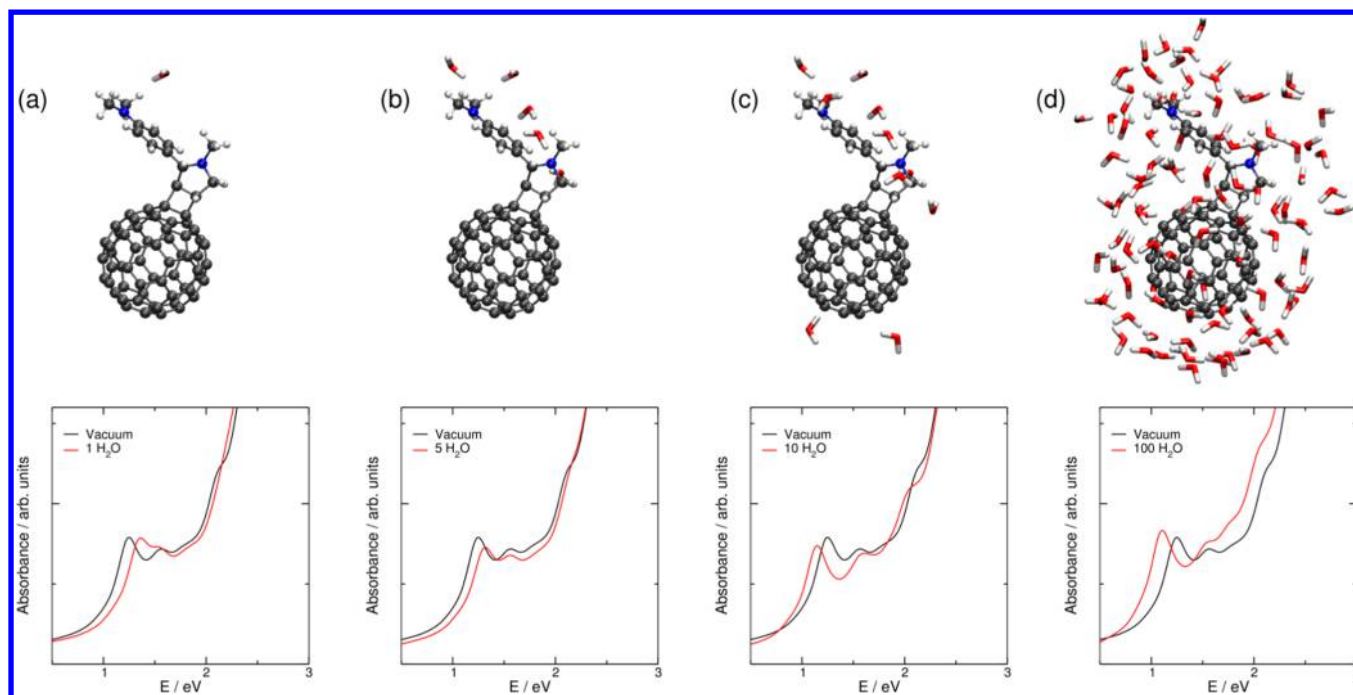 (a)
(b)
(c)
(d)
Absorbance / arb. units
Vacuum
1 H₂O
1
2
3
E / eV
Absorbance / arb. units
Vacuum
5 H₂O
1
2
3
E / eV
Absorbance / arb. units
Vacuum
10 H₂O
1
2
3
E / eV
Absorbance / arb. units
Vacuum
100 H₂O
1
2
E / eV